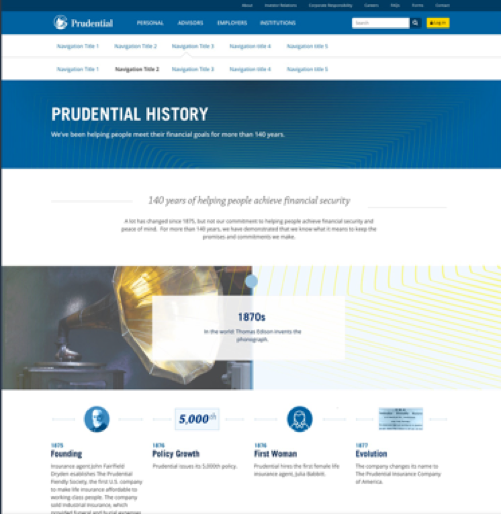 About Investor Relations Corporate Responsibility Careers FAQs Forms Contact
Prudential PERSONAL ADVISORS EMPLOYERS INSTITUTIONS Search Log In
Navigation Title 1 Navigation Title 2 Navigation Title 3 Navigation title 4 Navigation title 5
Navigation Title 1 Navigation Title 2 Navigation Title 3 Navigation title 4 Navigation title 5
PRUDENTIAL HISTORY
We've been helping people meet their financial goals for more than 140 years.
140 years of helping people achieve financial security
A lot has changed since 1875, but not our commitment to helping people achieve financial security and
peace of mind. For more than 140 years, we have demonstrated that we know what it means to keep the
promises and commitments we make.
1870s
In the world: Thomas Edison invents the
phonograph.
5,000th
1875
Founding
Insurance agent John Fairfield
Dryden establishes The Prudential
Friendly Society, the first U.S. company
to make life insurance affordable to
working class people. The company
sold industrial insurance, which
provided funeral and burial expenses
1876
Policy Growth
Prudential issues its 5,000th policy.
1876
First Woman
Prudential hires the first female life
insurance agent, Julia Babbitt.
1877
Evolution
The company changes its name to
The Prudential Insurance Company
of America.